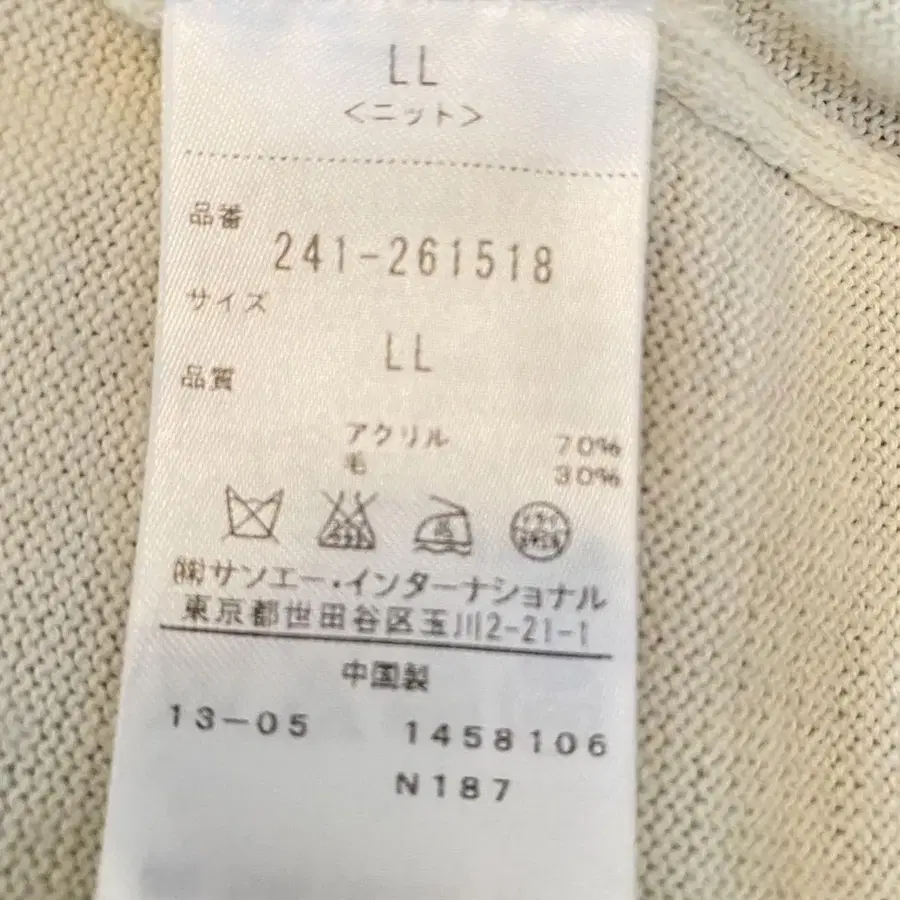 LL
<ニット>
品番
241-261518
サイズ
LL
品質
アクリル 70%
毛 30%
㈱サンエー・インターナショナル
東京都世田谷区玉川2-21-1
中国製
13-05 1458106
N187